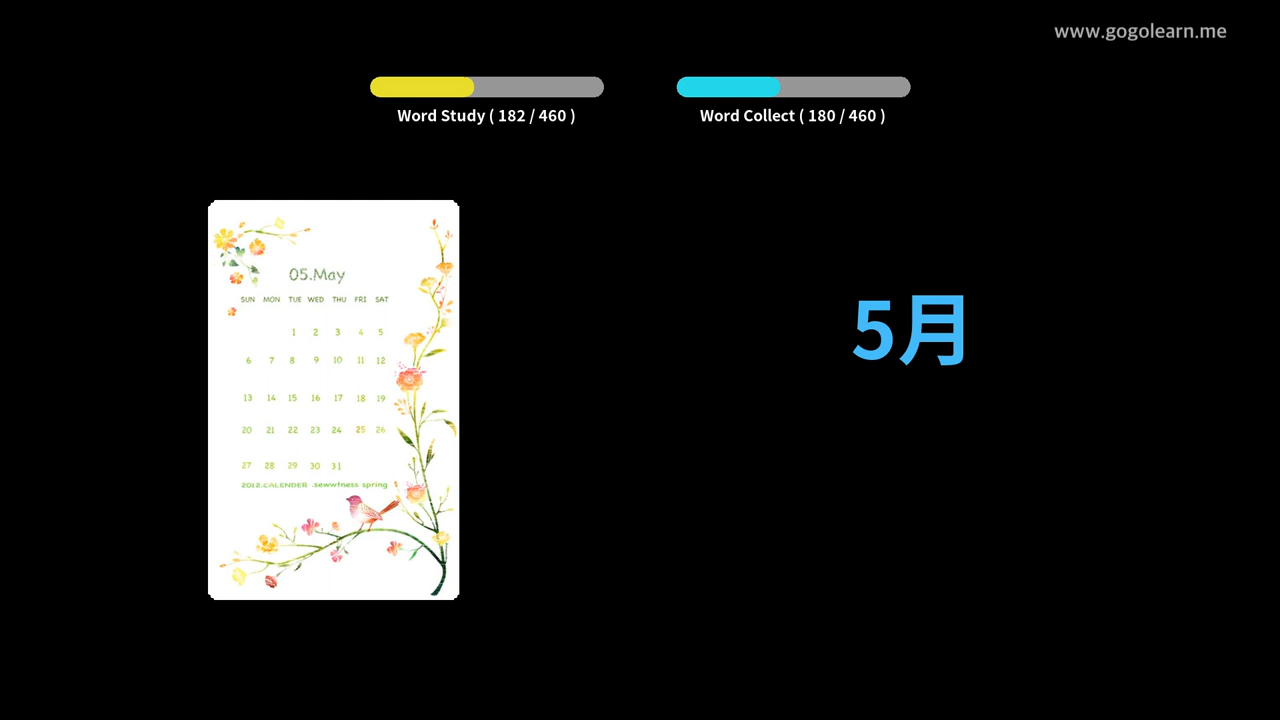 www.gogolearn.me
Word Study ( 182 / 460 )
Word Collect ( 180 / 460 )
05.May
SUN MON TUE WED THU FRI SAT
1 2 3 4 5
6 7 8 9 10 11 12
13 14 15 16 17 18 19
20 21 22 23 24 25 26
27 28 29 30 31
2012.CALENDER .sewwtness spring
5月